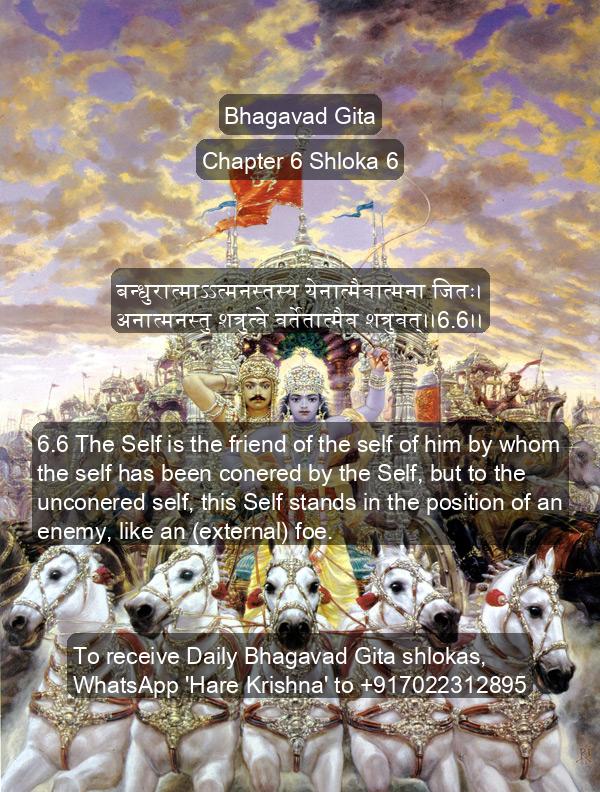 Bhagavad Gita
Chapter 6 Shloka 6
बन्धुरात्माऽऽत्मनस्तस्य येनात्मैवात्मना जितः।
अनात्मनस्तु शत्रुत्वे वर्तेतात्मैव शत्रुवत्।।6.6।।
6.6 The Self is the friend of the self of him by whom
the self has been conered by the Self, but to the
unconered self, this Self stands in the position of an
enemy, like an (external) foe.
To receive Daily Bhagavad Gita shlokas,
WhatsApp 'Hare Krishna' to +917022312895